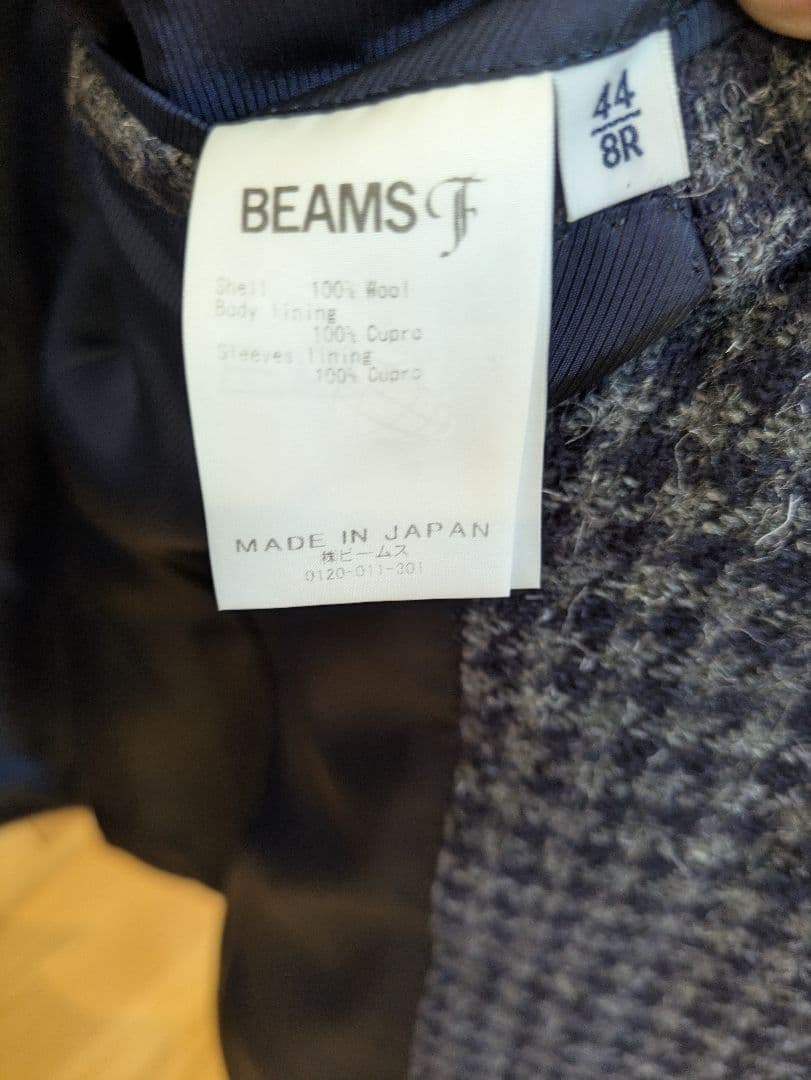 44
8R
BEAMS F
Shell 100% Wool
Body lining
100% Cupro
Sleeves lining
100% Cupro
MADE IN JAPAN
㈱ビームス
0120-011-301